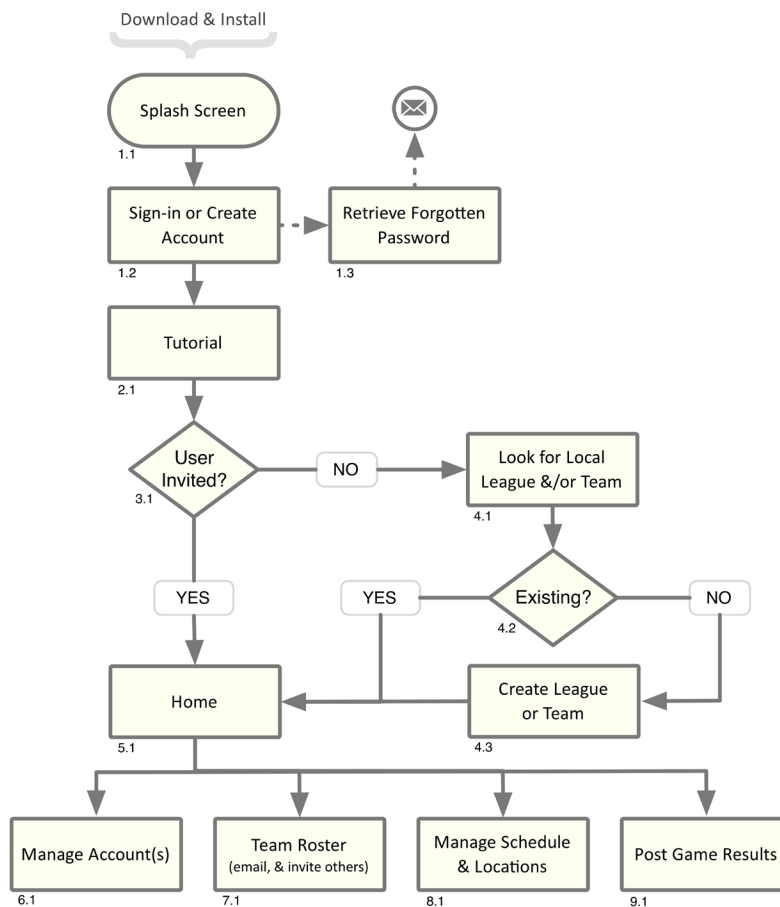 Download & Install
Splash Screen
1.1
Sign-in or Create
Account
1.2
Retrieve Forgotten
Password
1.3
Tutorial
2.1
User
Invited?
3.1
NO
Look for Local
League &/or Team
4.1
YES
YES
Existing?
4.2
NO
Home
5.1
Create League
or Team
4.3
Manage Account(s)
6.1
Team Roster
(email, & invite others)
7.1
Manage Schedule
& Locations
8.1
Post Game Results
9.1